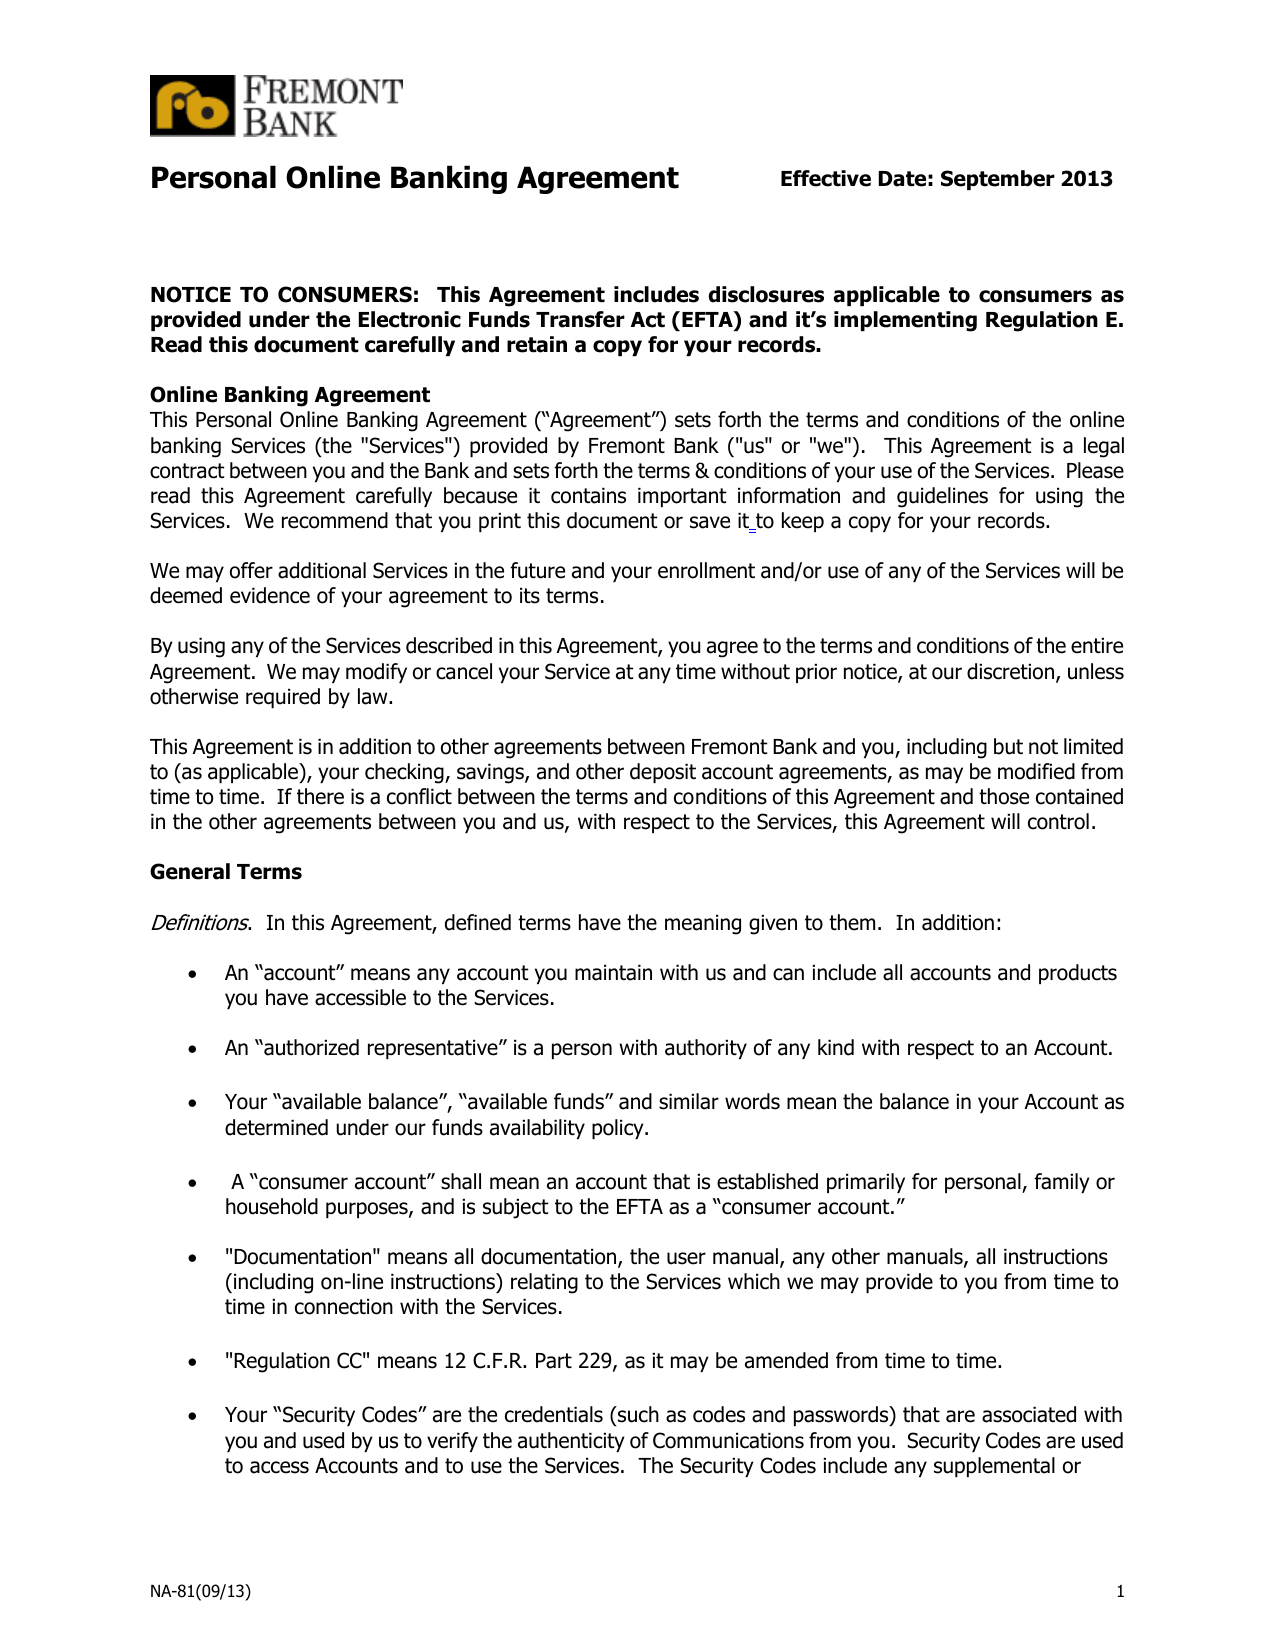 FREMONT
BANK
Personal Online Banking Agreement Effective Date: September 2013
NOTICE TO CONSUMERS:  This Agreement includes disclosures applicable to consumers as
provided under the Electronic Funds Transfer Act (EFTA) and it’s implementing Regulation E.
Read this document carefully and retain a copy for your records.
Online Banking Agreement
This Personal Online Banking Agreement (“Agreement”) sets forth the terms and conditions of the online
banking Services (the "Services") provided by Fremont Bank ("us" or "we").  This Agreement is a legal
contract between you and the Bank and sets forth the terms & conditions of your use of the Services.  Please
read this Agreement carefully because it contains important information and guidelines for using the
Services.  We recommend that you print this document or save it to keep a copy for your records.
We may offer additional Services in the future and your enrollment and/or use of any of the Services will be
deemed evidence of your agreement to its terms.
By using any of the Services described in this Agreement, you agree to the terms and conditions of the entire
Agreement.  We may modify or cancel your Service at any time without prior notice, at our discretion, unless
otherwise required by law.
This Agreement is in addition to other agreements between Fremont Bank and you, including but not limited
to (as applicable), your checking, savings, and other deposit account agreements, as may be modified from
time to time.  If there is a conflict between the terms and conditions of this Agreement and those contained
in the other agreements between you and us, with respect to the Services, this Agreement will control.
General Terms
Definitions.  In this Agreement, defined terms have the meaning given to them.  In addition:
• An “account” means any account you maintain with us and can include all accounts and products
you have accessible to the Services.
• An “authorized representative” is a person with authority of any kind with respect to an Account.
• Your “available balance”, “available funds” and similar words mean the balance in your Account as
determined under our funds availability policy.
• A “consumer account” shall mean an account that is established primarily for personal, family or
household purposes, and is subject to the EFTA as a “consumer account.”
• "Documentation" means all documentation, the user manual, any other manuals, all instructions
(including on-line instructions) relating to the Services which we may provide to you from time to
time in connection with the Services.
• "Regulation CC" means 12 C.F.R. Part 229, as it may be amended from time to time.
• Your “Security Codes” are the credentials (such as codes and passwords) that are associated with
you and used by us to verify the authenticity of Communications from you.  Security Codes are used
to access Accounts and to use the Services.  The Security Codes include any supplemental or
NA-81(09/13) 1